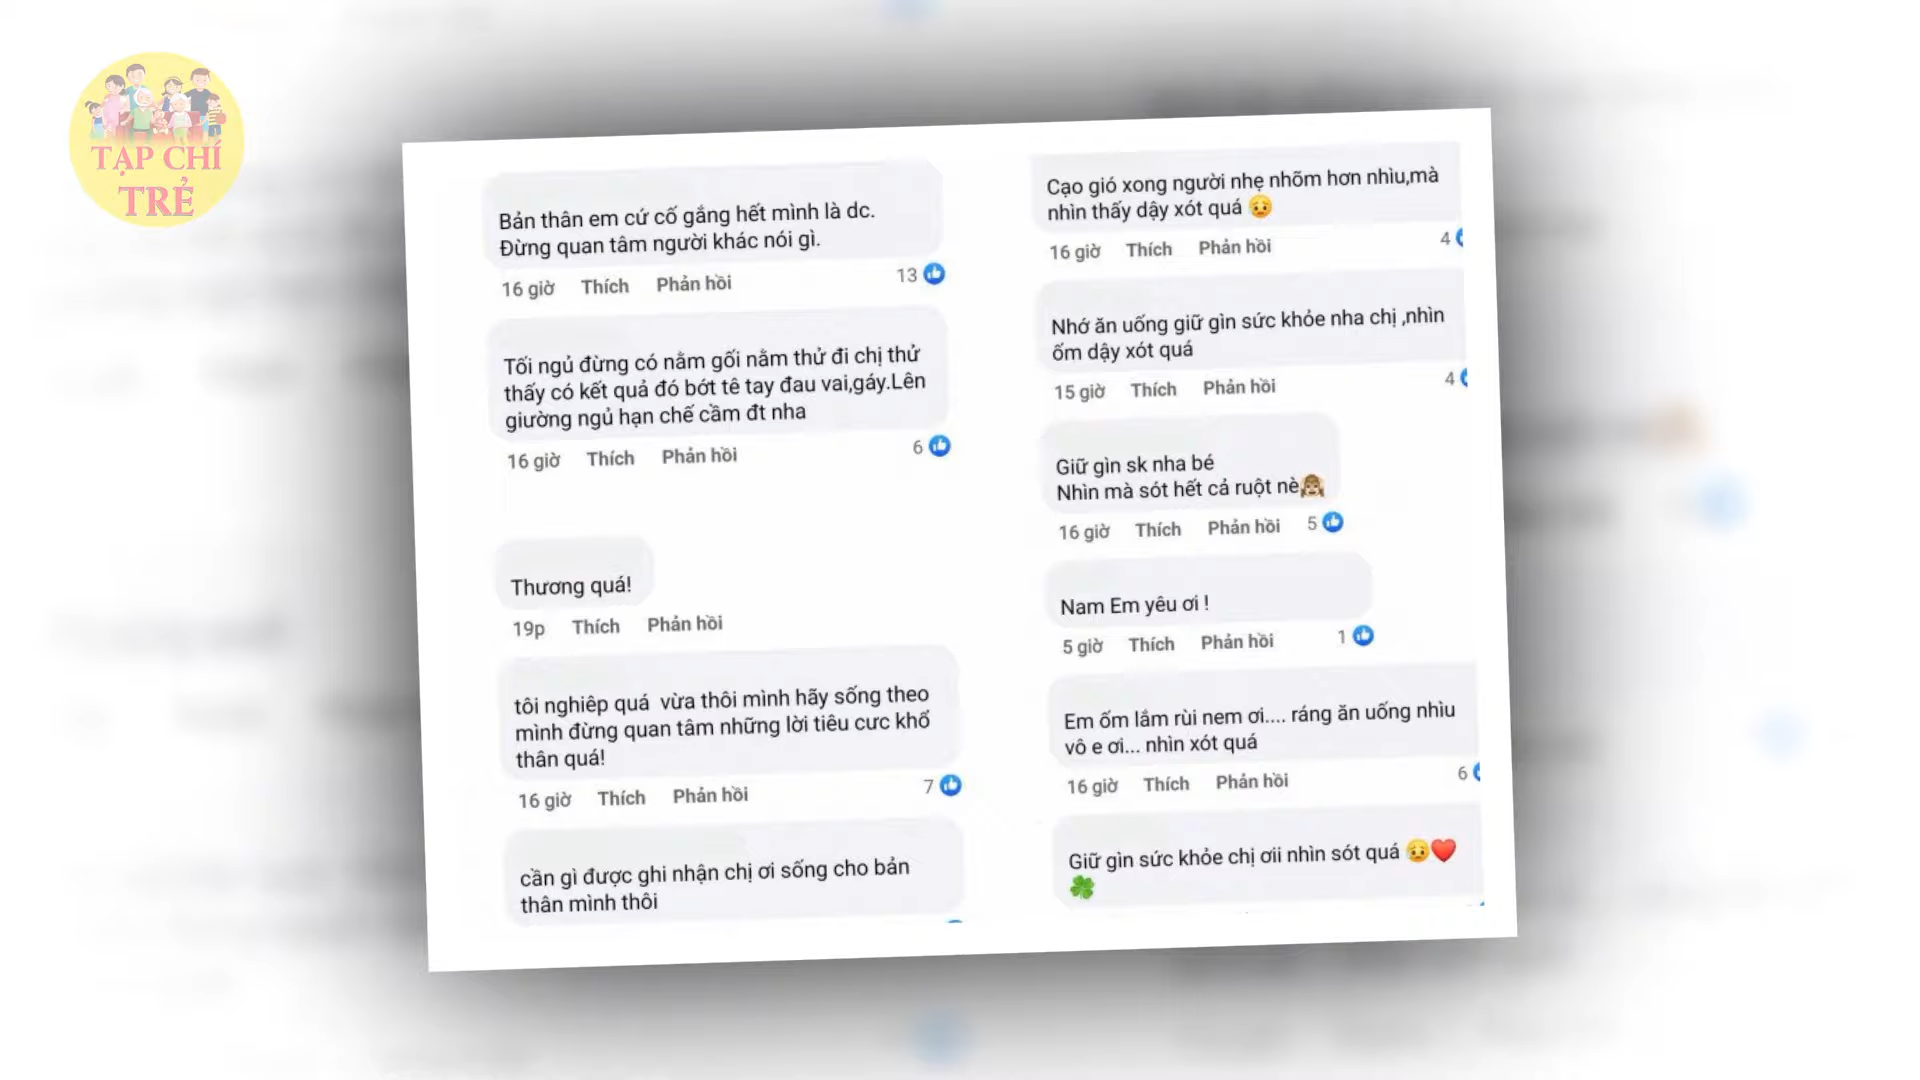 TẠP CHÍ
TRẺ
Bản thân em cứ cố gắng hết mình là dc.
Đừng quan tâm người khác nói gì.
16 giờ Thích Phản hồi 13
Tối ngủ đừng có nằm gối nằm thử đi chị thử
thấy có kết quả đó bớt tê tay đau vai,gáy.Lên
giường ngủ hạn chế cầm đt nha
16 giờ Thích Phản hồi 6
Thương quá!
19p Thích Phản hồi
tôi nghiêp quá vừa thôi mình hãy sống theo
mình đừng quan tâm những lời tiêu cưc khổ
thân quá!
16 giờ Thích Phản hồi 7
cần gì được ghi nhận chị ơi sống cho bản
thân mình thôi
Cạo gió xong người nhẹ nhõm hơn nhìu,mà
nhìn thấy dậy xót quá 😥
16 giờ Thích Phản hồi 4
Nhớ ăn uống giữ gìn sức khỏe nha chị ,nhìn
ốm dậy xót quá
15 giờ Thích Phản hồi 4
Giữ gìn sk nha bé
Nhìn mà sót hết cả ruột nè🙈
16 giờ Thích Phản hồi 5
Nam Em yêu ơi !
5 giờ Thích Phản hồi 1
Em ốm lắm rùi nem ơi.... ráng ăn uống nhìu
vô e ơi... nhìn xót quá
16 giờ Thích Phản hồi 6
Giữ gìn sức khỏe chị ơii nhìn sót quá 😥❤️
🍀